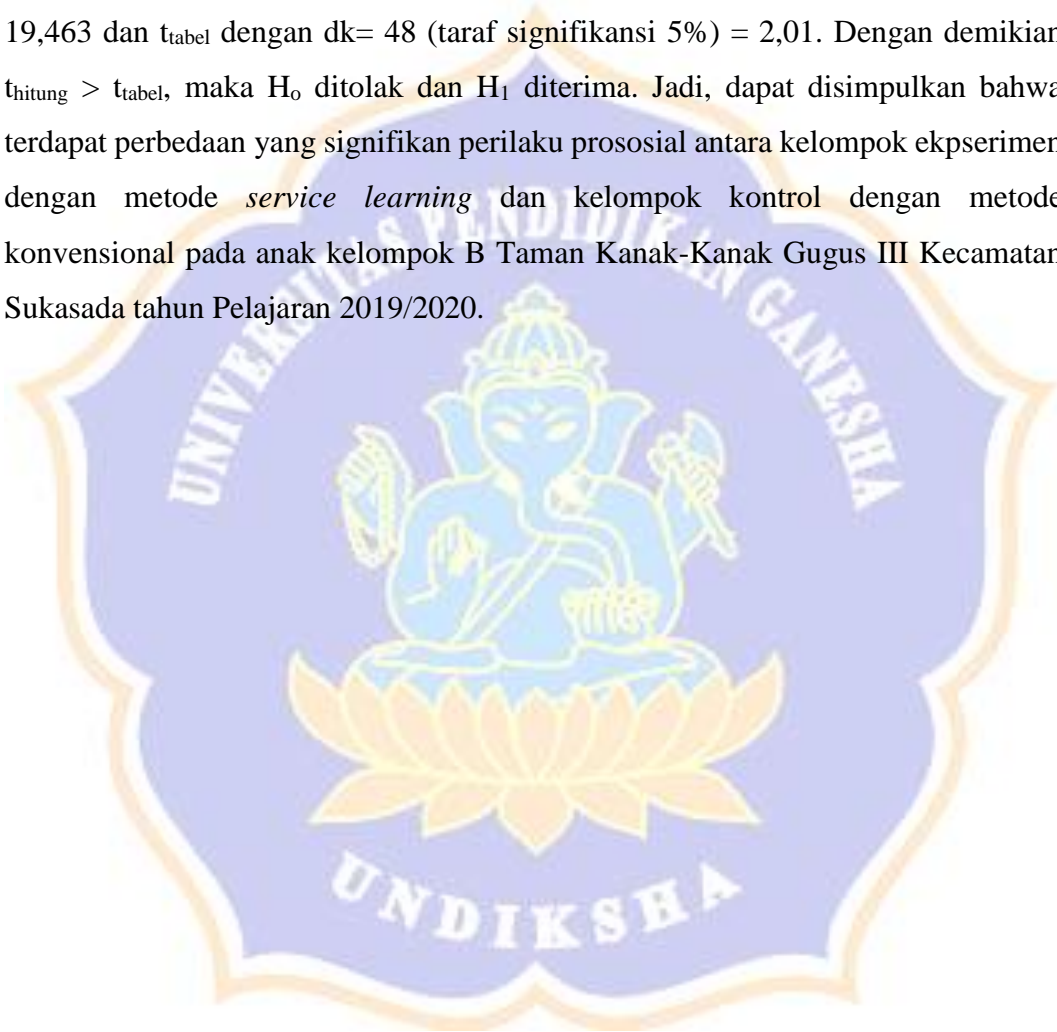 19,463 dan ttabel dengan dk= 48 (taraf signifikansi 5%) = 2,01. Dengan demikian
thitung > ttabel, maka Ho ditolak dan H1 diterima. Jadi, dapat disimpulkan bahwa
terdapat perbedaan yang signifikan perilaku prososial antara kelompok ekpserimen
dengan metode service learning dan kelompok kontrol dengan metode
konvensional pada anak kelompok B Taman Kanak-Kanak Gugus III Kecamatan
Sukasada tahun Pelajaran 2019/2020.
UNIVERSITAS PENDIDIKAN GANESHA
UNDIKSHA